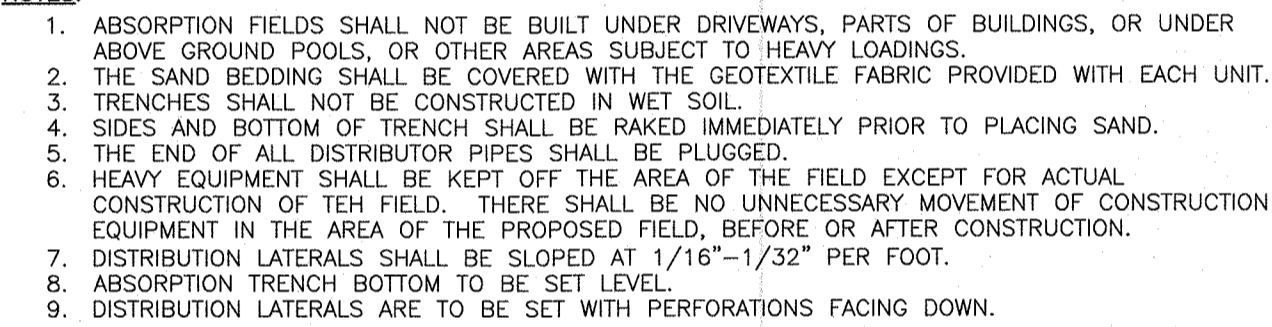 1. ABSORPTION FIELDS SHALL NOT BE BUILT UNDER DRIVEWAYS, PARTS OF BUILDINGS, OR UNDER
ABOVE GROUND POOLS, OR OTHER AREAS SUBJECT TO HEAVY LOADINGS.
2. THE SAND BEDDING SHALL BE COVERED WITH THE GEOTEXTILE FABRIC PROVIDED WITH EACH UNIT.
3. TRENCHES SHALL NOT BE CONSTRUCTED IN WET SOIL.
4. SIDES AND BOTTOM OF TRENCH SHALL BE RAKED IMMEDIATELY PRIOR TO PLACING SAND.
5. THE END OF ALL DISTRIBUTOR PIPES SHALL BE PLUGGED.
6. HEAVY EQUIPMENT SHALL BE KEPT OFF THE AREA OF THE FIELD EXCEPT FOR ACTUAL
CONSTRUCTION OF TEH FIELD. THERE SHALL BE NO UNNECESSARY MOVEMENT OF CONSTRUCTION
EQUIPMENT IN THE AREA OF THE PROPOSED FIELD, BEFORE OR AFTER CONSTRUCTION.
7. DISTRIBUTION LATERALS SHALL BE SLOPED AT 1/16"–1/32" PER FOOT.
8. ABSORPTION TRENCH BOTTOM TO BE SET LEVEL.
9. DISTRIBUTION LATERALS ARE TO BE SET WITH PERFORATIONS FACING DOWN.